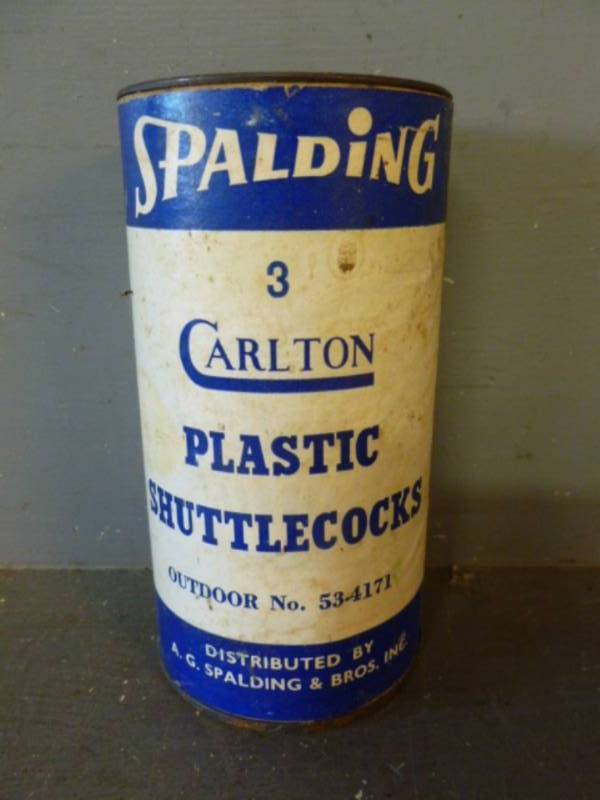 SPALDiNG
3
CARLTON
PLASTIC
SHUTTLECOCKS
OUTDOOR No. 53-4171
DISTRIBUTED BY
A. G. SPALDING & BROS. INC.